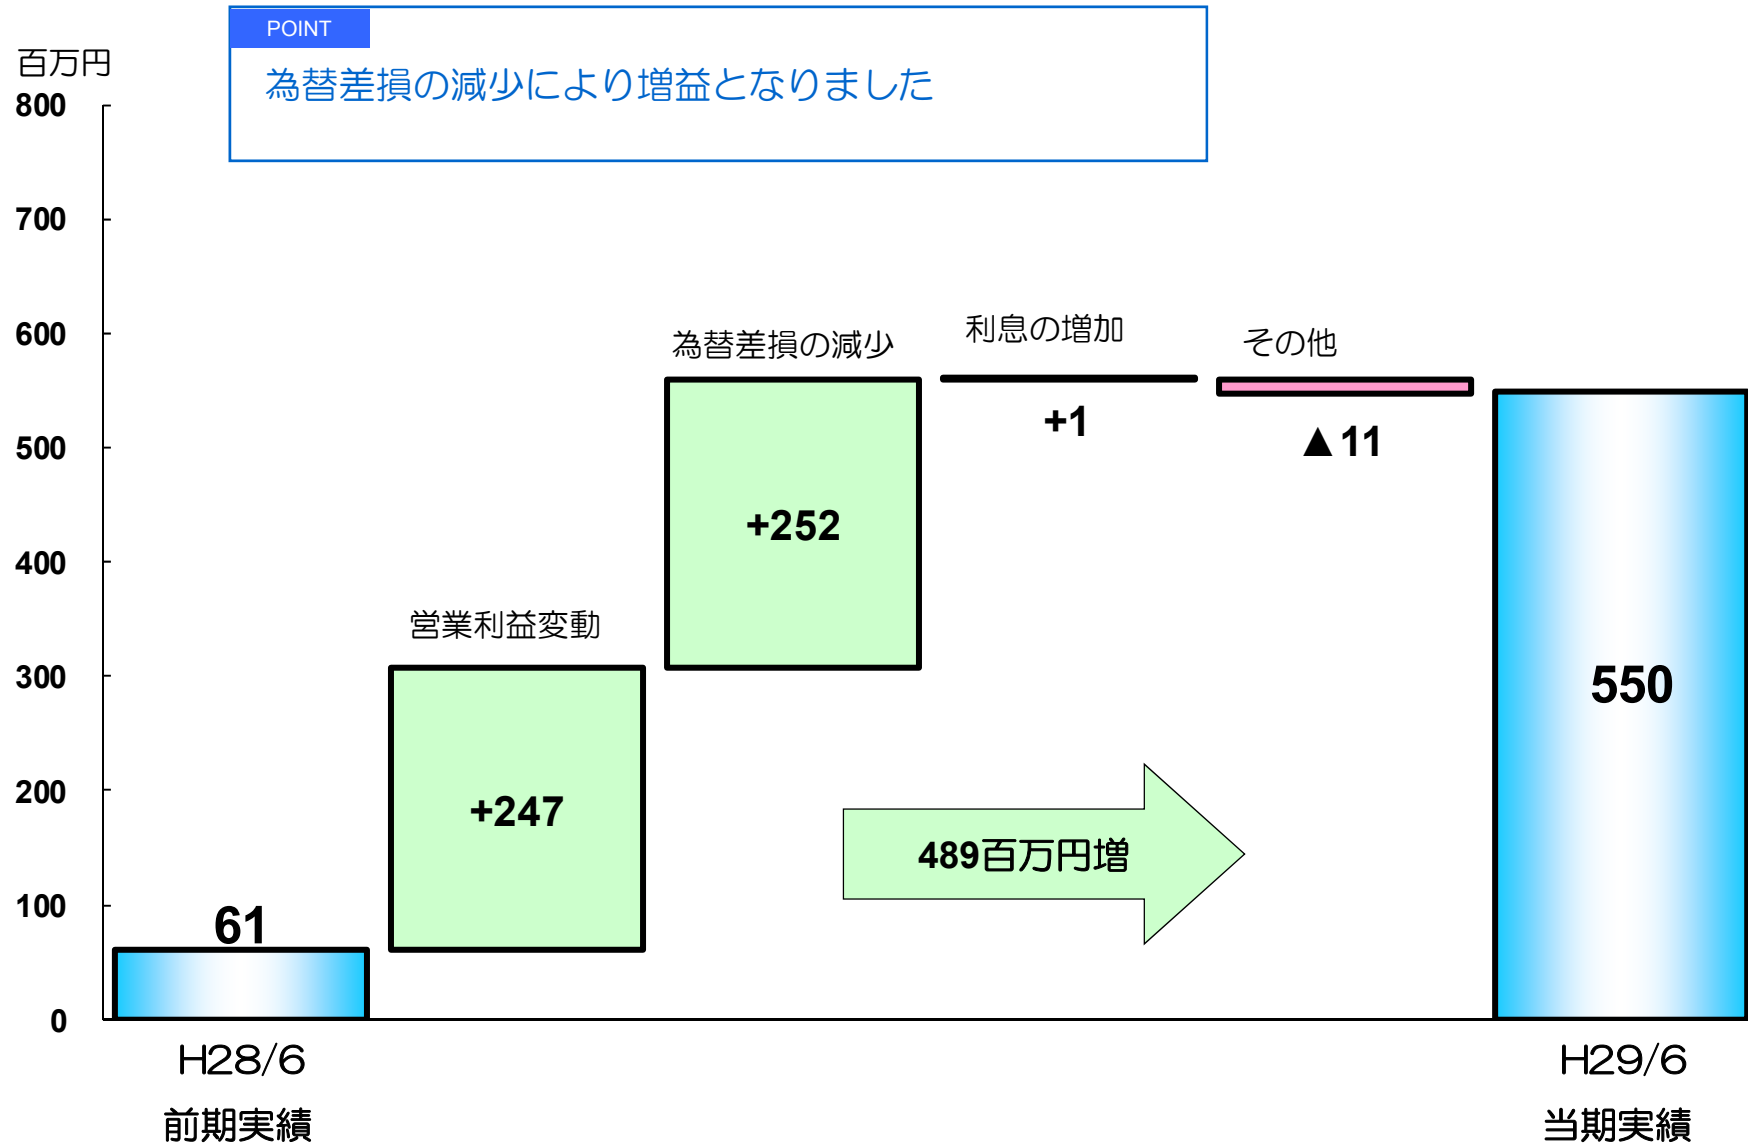 POINT
為替差損の減少により増益となりました
百万円
800
700
600
500
400
300
200
100
0
61
営業利益変動
+247
為替差損の減少
+252
利息の増加
+1
その他
▲11
550
489百万円増
H28/6
前期実績
H29/6
当期実績